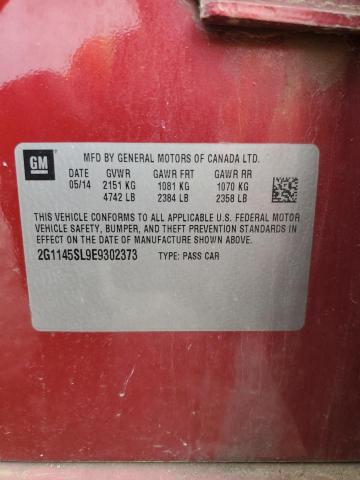 GM
MFD BY GENERAL MOTORS OF CANADA LTD.
DATE GVWR GAWR FRT GAWR RR
05/14 2151 KG 1081 KG 1070 KG
4742 LB 2384 LB 2358 LB
THIS VEHICLE CONFORMS TO ALL APPLICABLE U.S. FEDERAL MOTOR
VEHICLE SAFETY, BUMPER, AND THEFT PREVENTION STANDARDS
IN EFFECT ON THE DATE OF MANUFACTURE SHOWN ABOVE.
2G1145SL9E9302373 TYPE: PASS CAR